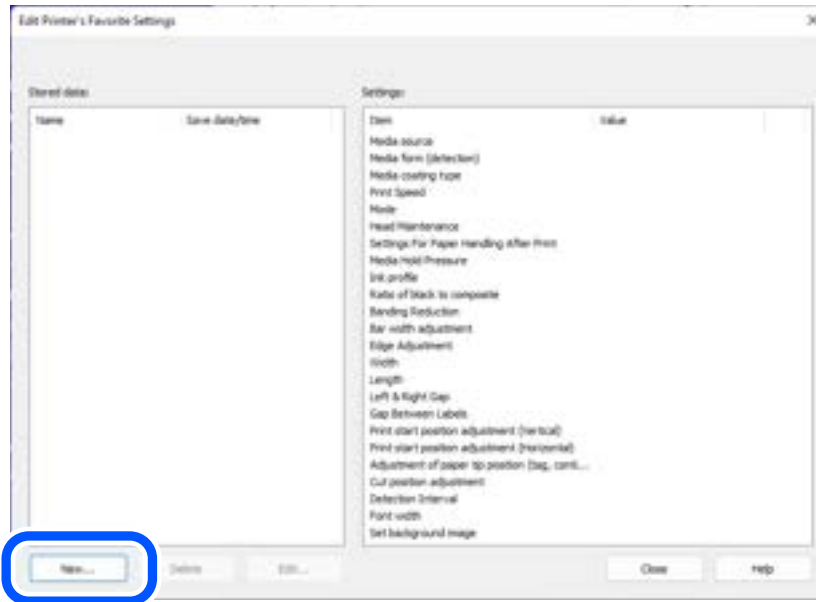 Edit Printer's Favorite Settings
Stored data:
Settings:
Name Save date/time
Item Value
Media source
Media form (detection)
Media coating type
Print Speed
Mode
Head Maintenance
Settings For Paper Handling After Print
Media Hold Pressure
Ink profile
Ratio of black to composite
Banding Reduction
Bar width adjustment
Edge Adjustment
Width
Length
Left & Right Gap
Gap Between Labels
Print start position adjustment (Vertical)
Print start position adjustment (Horizontal)
Adjustment of paper tip position (tag, conti...
Cut position adjustment
Detection Interval
Font width
Set background image
New... Delete Edit... Close Help